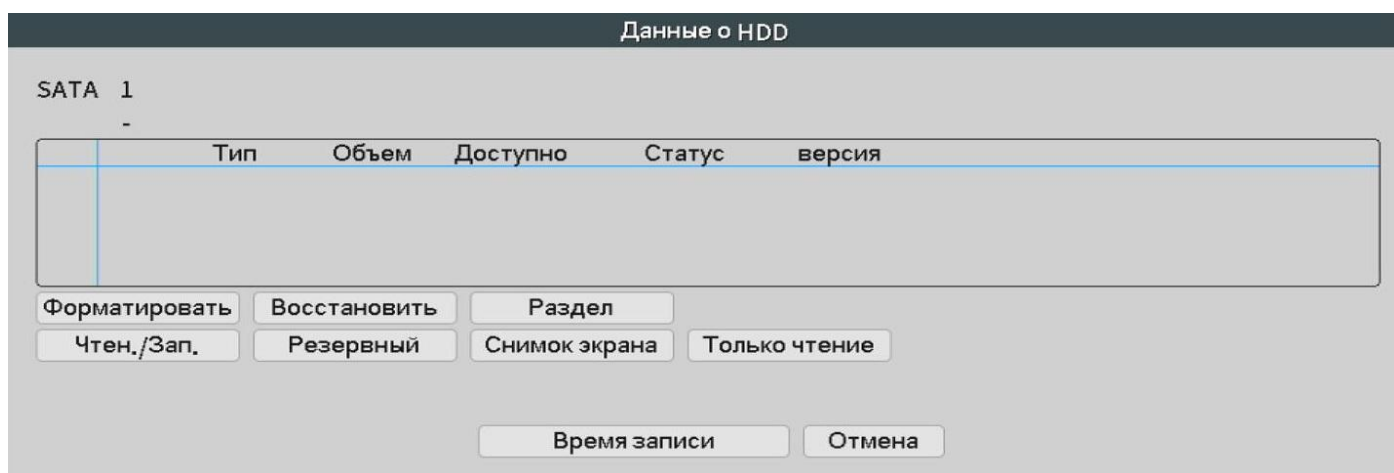 Данные о HDD
SATA 1
-
Тип Объем Доступно Статус версия
Форматировать Восстановить Раздел
Чтен./Зап. Резервный Снимок экрана Только чтение
Время записи Отмена